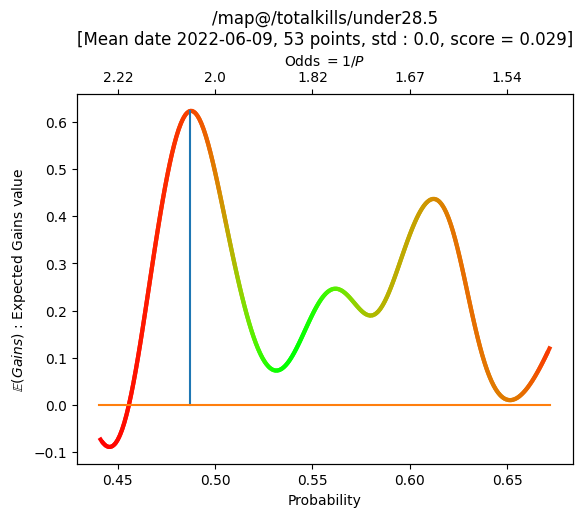 /map@/totalkills/under28.5
[Mean date 2022-06-09, 53 points, std : 0.0, score = 0.029]
Odds = 1/P
2.22 2.0 1.82 1.67 1.54
0.6
0.5
0.4
0.3
0.2
0.1
0.0
−0.1
𝔼(Gains) : Expected Gains value
0.45 0.50 0.55 0.60 0.65
Probability